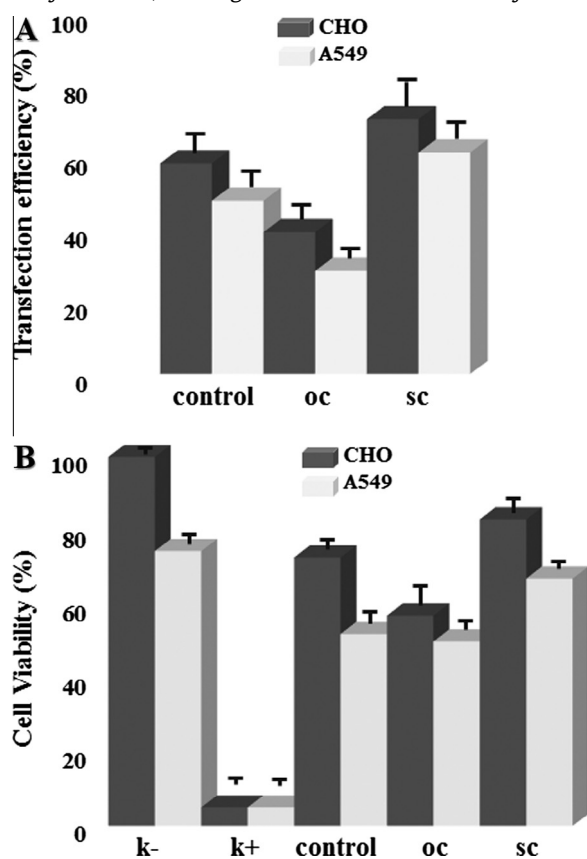 A
Transfection efficiency (%)
100
80
60
40
20
0
CHO
A549
control oc sc
B
Cell Viability (%)
100
80
60
40
20
0
CHO
A549
k- k+ control oc sc